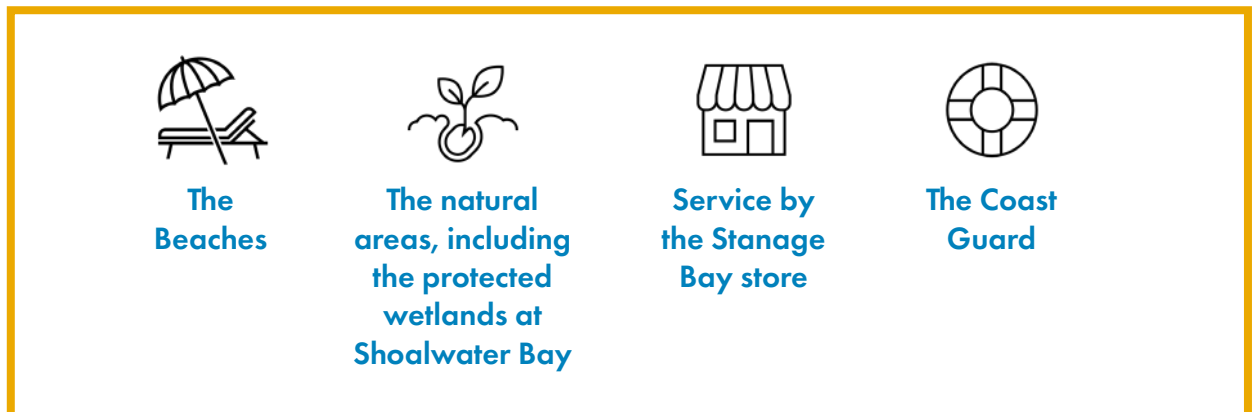 The
Beaches
The natural
areas, including
the protected
wetlands at
Shoalwater Bay
Service by
the Stanage
Bay store
The Coast
Guard